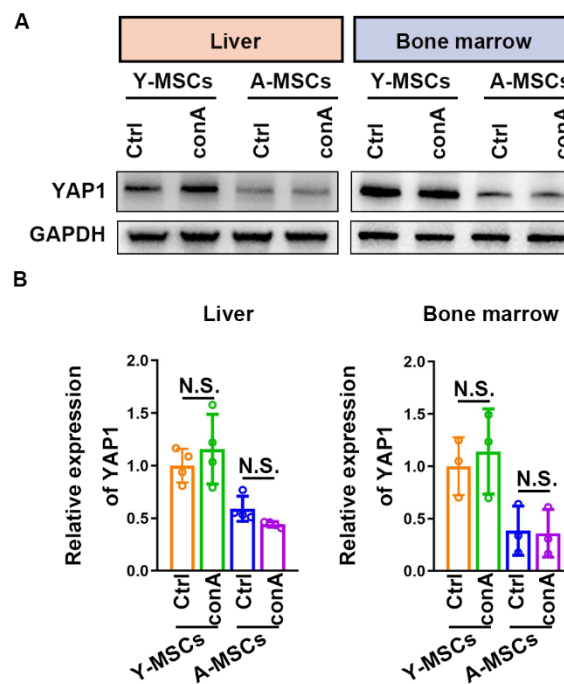 A
Liver
Bone marrow
Y-MSCs A-MSCs Y-MSCs A-MSCs
Ctrl conA Ctrl conA Ctrl conA Ctrl conA
YAP1
GAPDH
B
Liver
Relative expression
of YAP1
2.0
1.5
1.0
0.5
0.0
N.S.
N.S.
Ctrl conA Ctrl conA
Y-MSCs A-MSCs
Bone marrow
Relative expression
of YAP1
2.0
1.5
1.0
0.5
0.0
N.S.
N.S.
Ctrl conA Ctrl conA
Y-MSCs A-MSCs